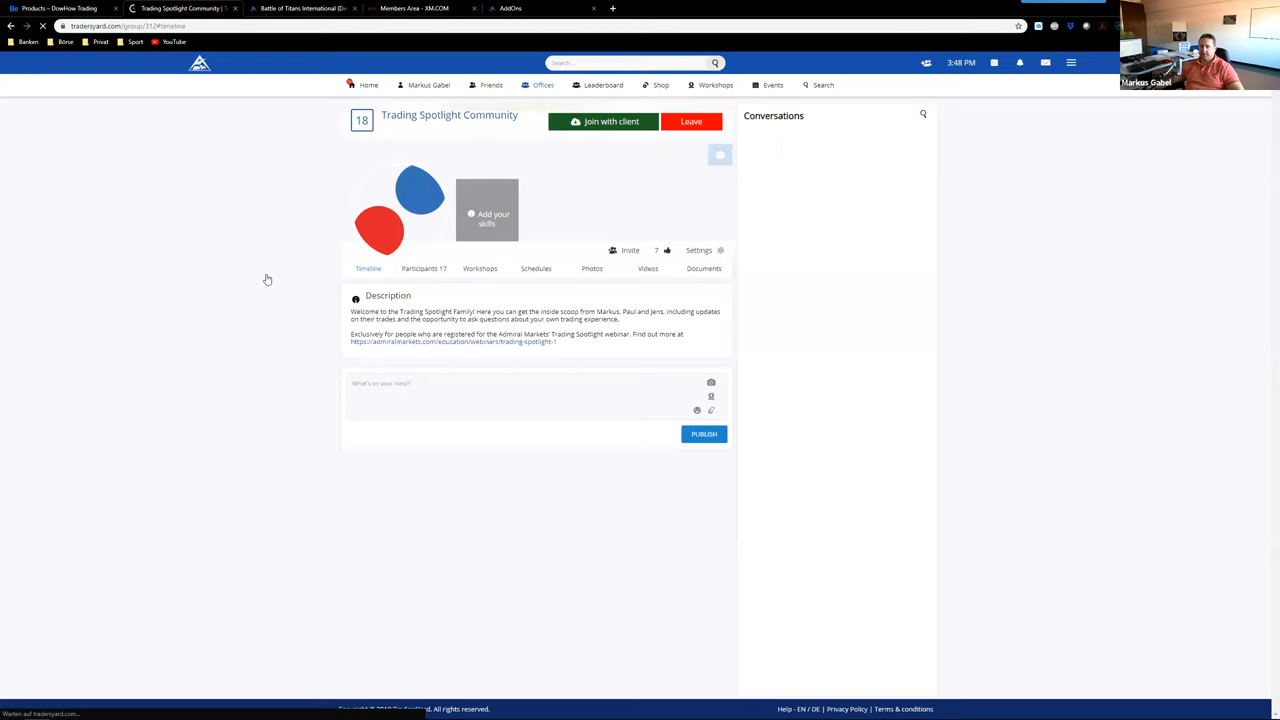 Products – DowHow Trading
Trading Spotlight Community | T
Battle of Titans International (De
Members Area - XM.COM
AddOns
tradersyard.com/group/312#timeline
Banken
Börse
Privat
Sport
YouTube
Markus Gabel
Search ...
3:48 PM
Home
Markus Gabel
Friends
Offices
Leaderboard
Shop
Workshops
Events
Search
18
Trading Spotlight Community
Join with client
Leave
Conversations
Add your
skills
Invite
7
Settings
Timeline
Participants 17
Workshops
Schedules
Photos
Videos
Documents
Description
Welcome to the Trading Spotlight Family! Here you can get the inside scoop from Markus, Paul and Jens, including updates
on their trades and the opportunity to ask questions about your own trading experience.
Exclusively for people who are registered for the Admiral Markets' Trading Spotlight webinar. Find out more at
https://admiralmarkets.com/education/webinars/trading-spotlight-1
What's on your mind?
PUBLISH
All rights reserved.
Help - EN / DE | Privacy Policy | Terms & conditions
Warten auf tradersyard.com...